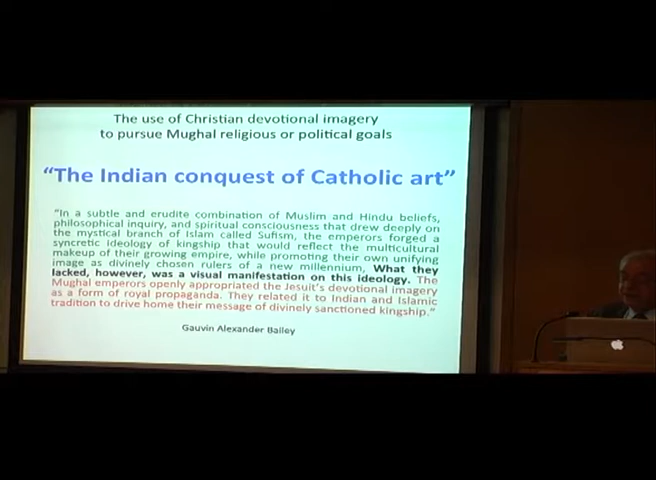 The use of Christian devotional imagery
to pursue Mughal religious or political goals
“The Indian conquest of Catholic art”
“In a subtle and erudite combination of Muslim and Hindu beliefs,
philosophical inquiry, and spiritual consciousness that drew deeply on
the mystical branch of Islam called Sufism, the emperors forged a
syncretic ideology of kingship that would reflect the multicultural
makeup of their growing empire, while promoting their own unifying
image as divinely chosen rulers of a new millennium, What they
lacked, however, was a visual manifestation on this ideology. The
Mughal emperors openly appropriated the Jesuit's devotional imagery
as a form of royal propaganda. They related it to Indian and Islamic
tradition to drive home their message of divinely sanctioned kingship.”
Gauvin Alexander Bailey